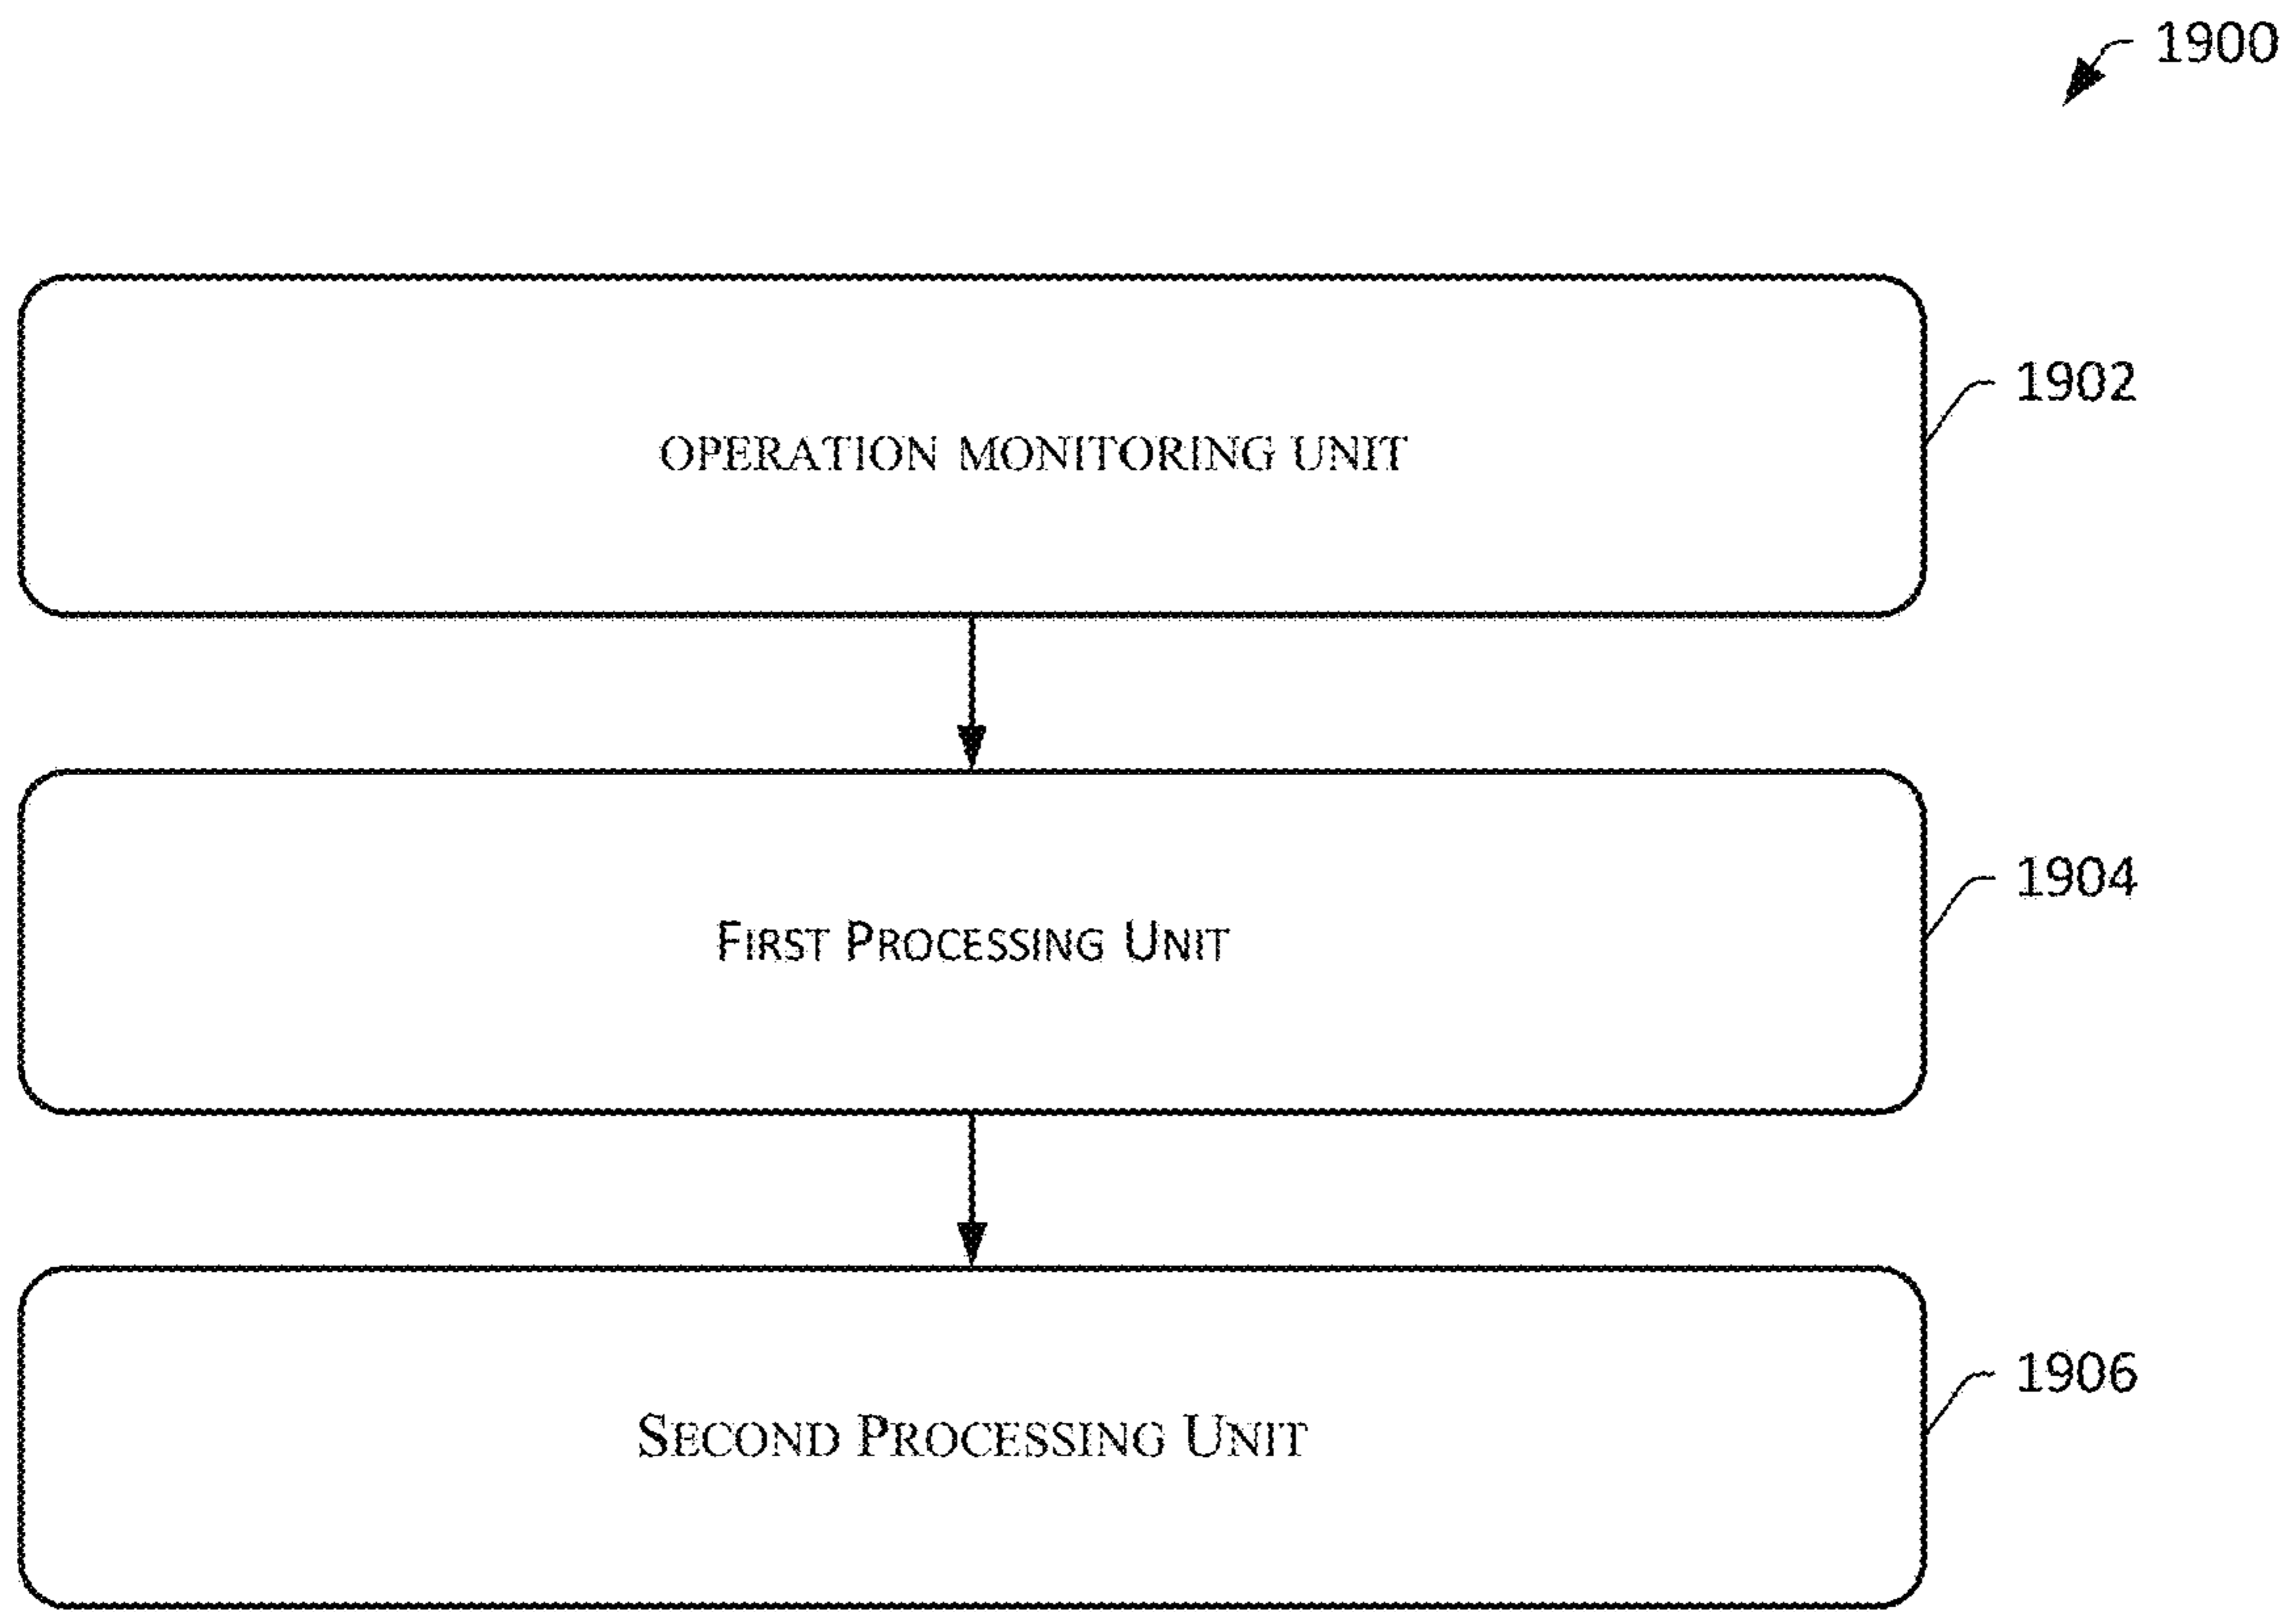 1900
OPERATION MONITORING UNIT
1902
FIRST PROCESSING UNIT
1904
SECOND PROCESSING UNIT
1906